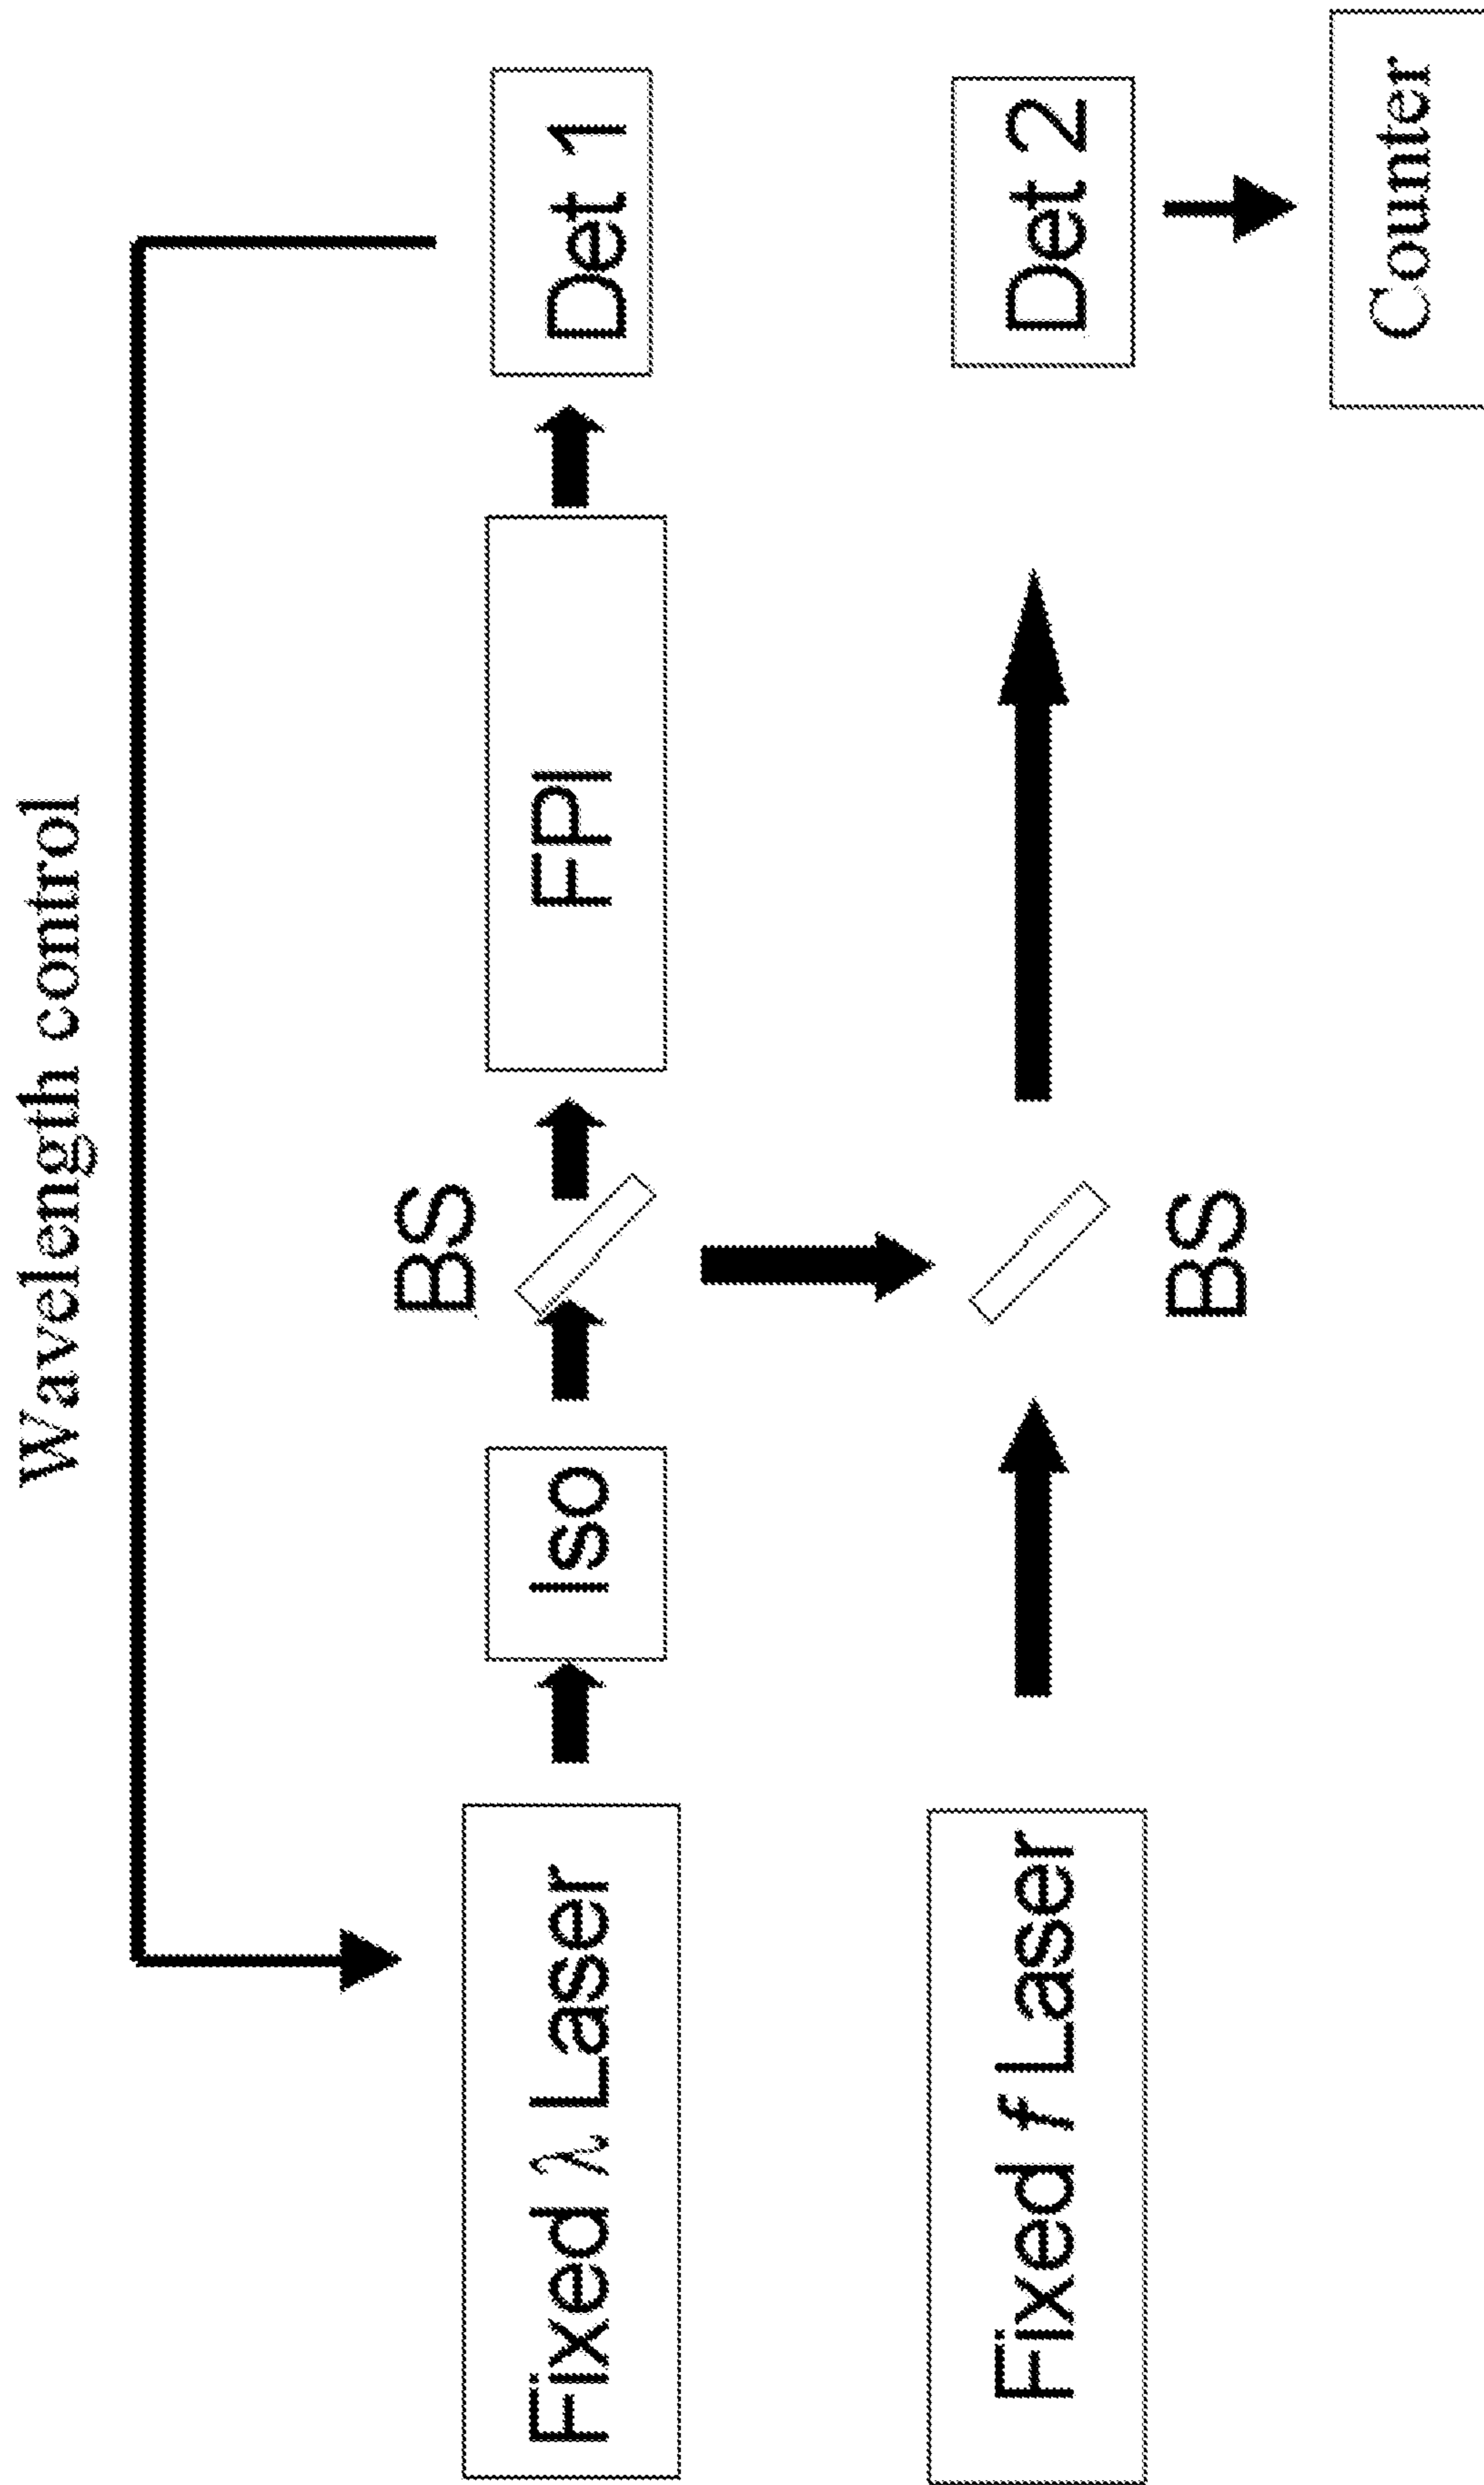 Wavelength control
BS
Fixed λ Laser
Iso
FPI
Det 1
Fixed f Laser
Det 2
BS
Counter